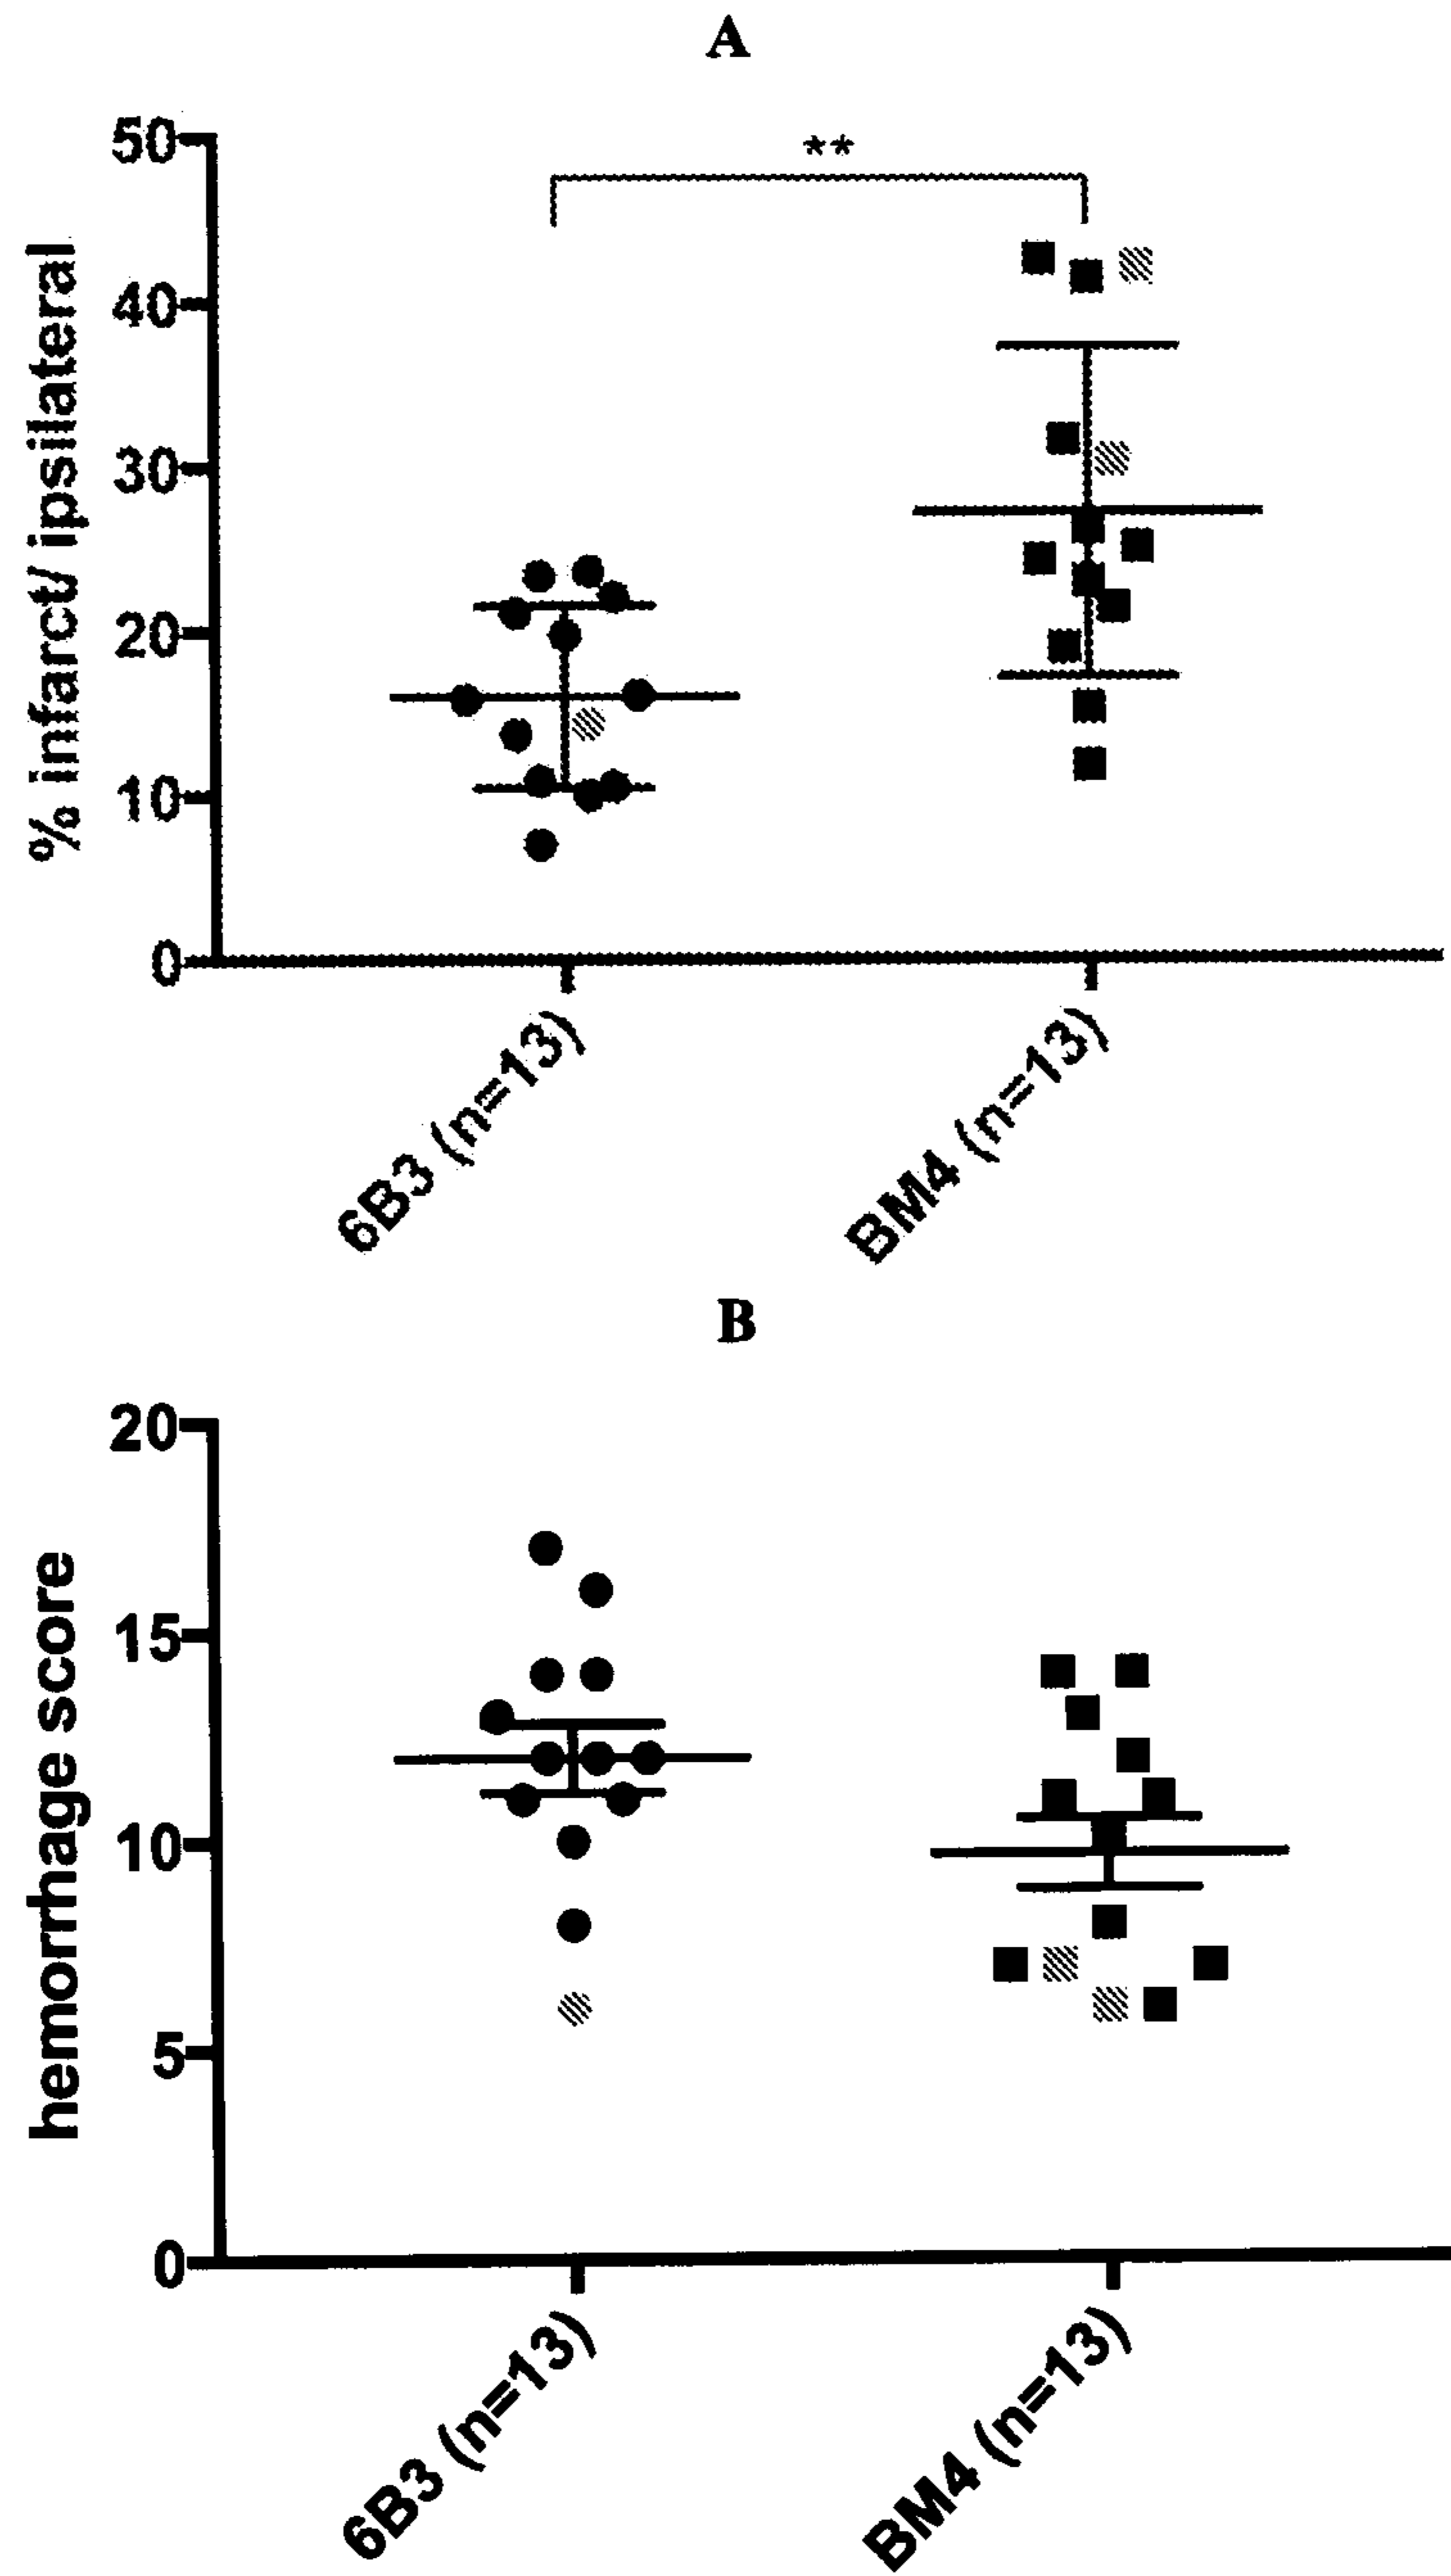 A
50
**
40
30
20
10
0
% infarct/ ipsilateral
6B3 (n=13)
BM4 (n=13)
B
20
15
10
5
0
hemorrhage score
6B3 (n=13)
BM4 (n=13)